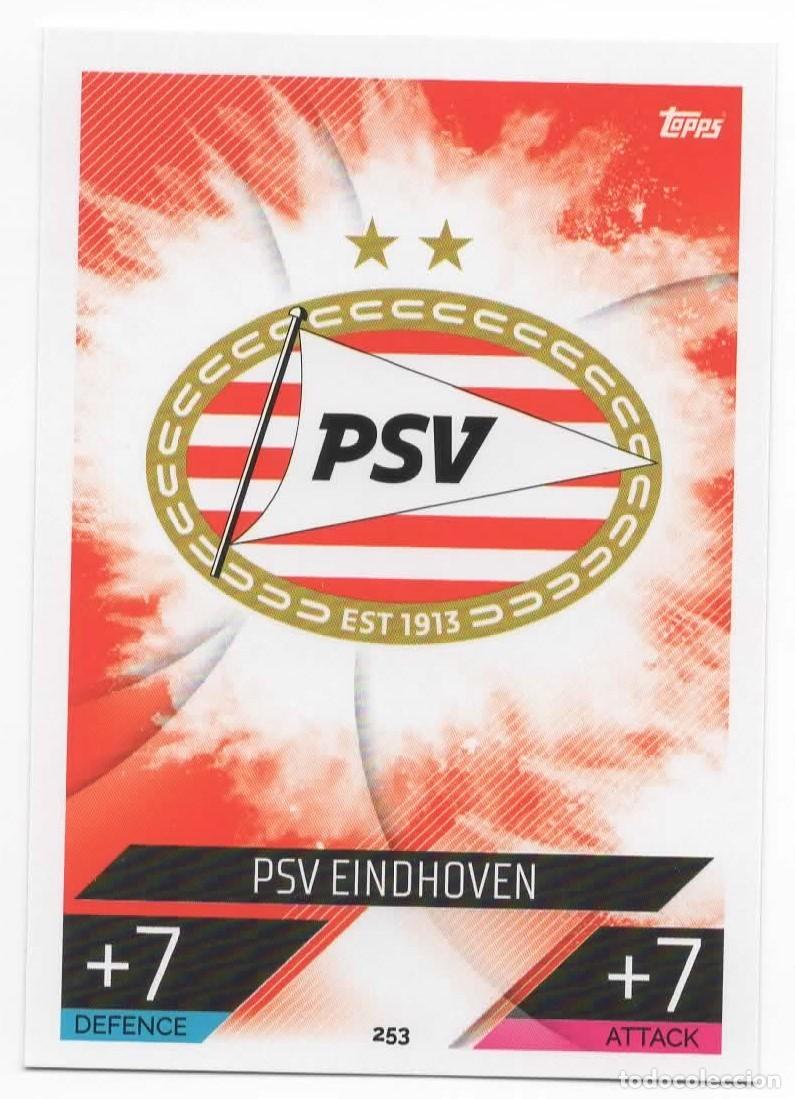 topps
PSV
EST 1913
PSV EINDHOVEN
+7
+7
DEFENCE
253
ATTACK
todocoleccion